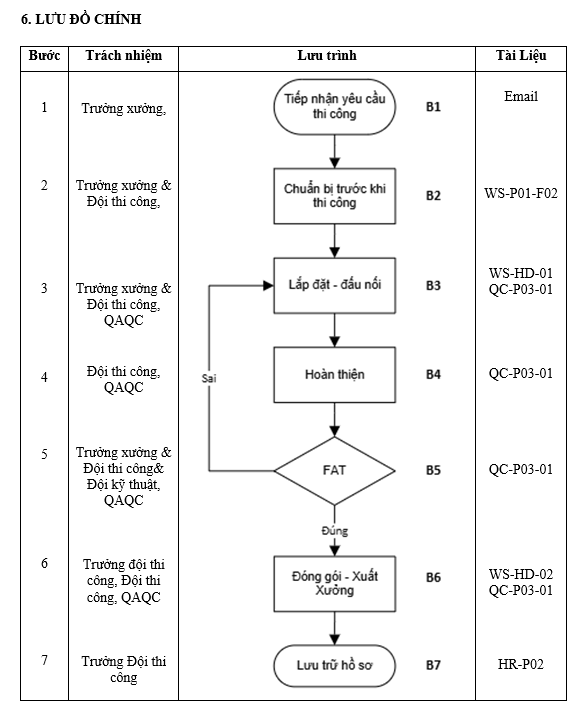 6. LƯU ĐỒ CHÍNH
Bước
Trách nhiệm
Lưu trình
Tài Liệu
1
Trưởng xưởng,
Tiếp nhận yêu cầu
thi công
B1
Email
2
Trưởng xưởng &
Đội thi công,
Chuẩn bị trước khi
thi công
B2
WS-P01-F02
3
Trưởng xưởng &
Đội thi công,
QAQC
Lắp đặt - đấu nối
B3
WS-HD-01
QC-P03-01
4
Đội thi công,
QAQC
Sai
Hoàn thiện
B4
QC-P03-01
5
Trưởng xưởng &
Đội thi công&
Đội kỹ thuật,
QAQC
FAT
B5
QC-P03-01
Đúng
6
Trưởng đội thi
công, Đội thi
công, QAQC
Đóng gói - Xuất
Xưởng
B6
WS-HD-02
QC-P03-01
7
Trưởng Đội thi
công
Lưu trữ hồ sơ
B7
HR-P02